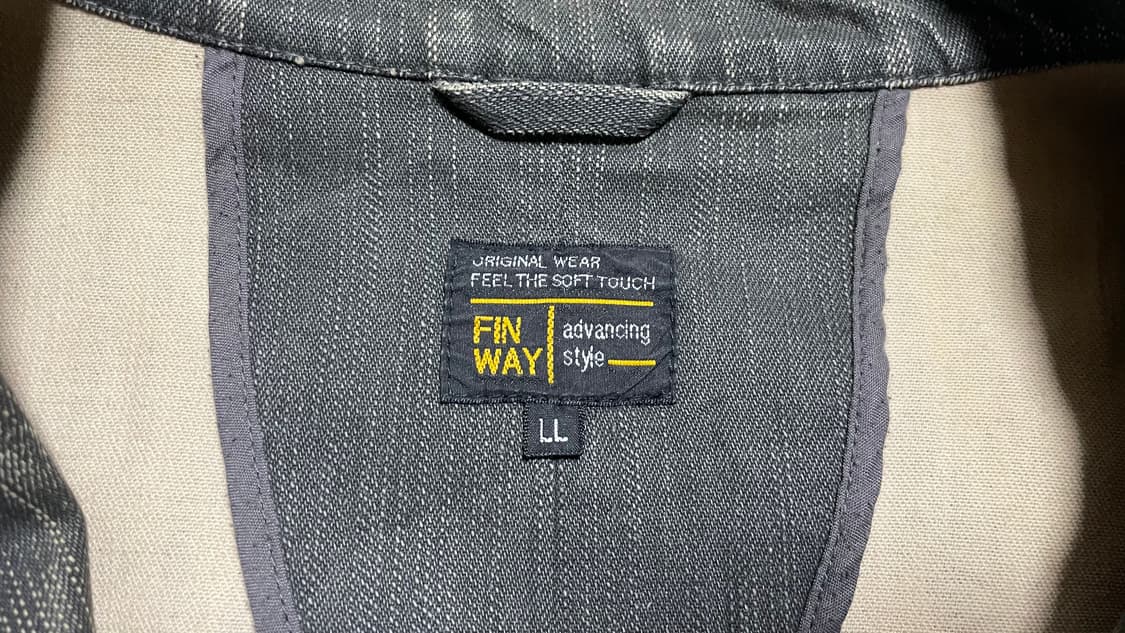 ORIGINAL WEAR
FEEL THE SOFT TOUCH
FIN
WAY
advancing
style
LL